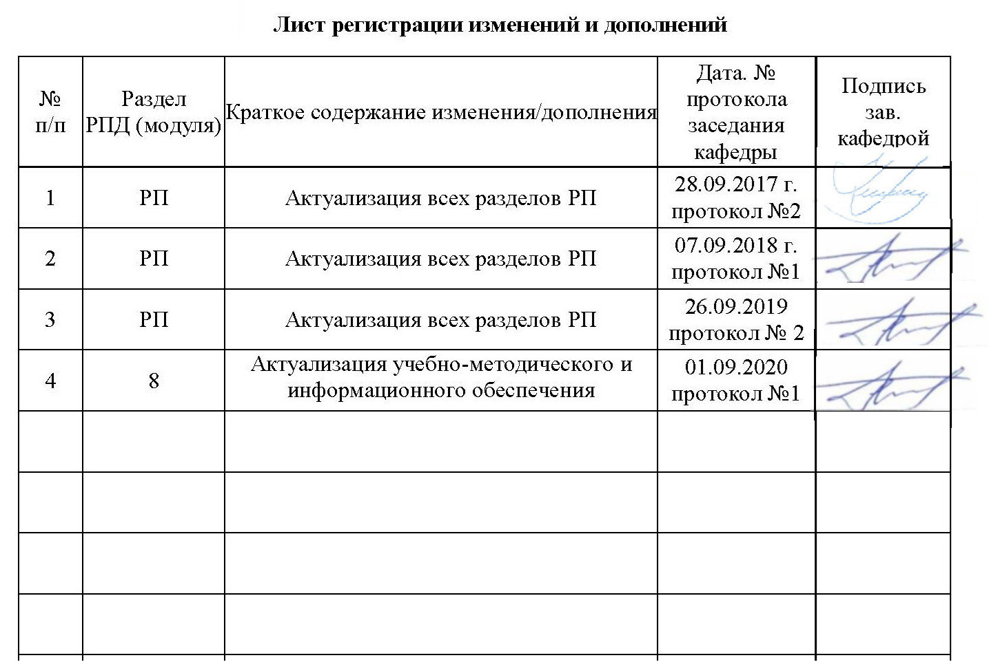 Лист регистрации изменений и дополнений
№
п/п
Раздел
РПД (модуля)
Краткое содержание изменения/дополнения
Дата. №
протокола
заседания
кафедры
Подпись
зав.
кафедрой
1
РП
Актуализация всех разделов РП
28.09.2017 г.
протокол №2
2
РП
Актуализация всех разделов РП
07.09.2018 г.
протокол №1
3
РП
Актуализация всех разделов РП
26.09.2019
протокол № 2
4
8
Актуализация учебно-методического и
информационного обеспечения
01.09.2020
протокол №1